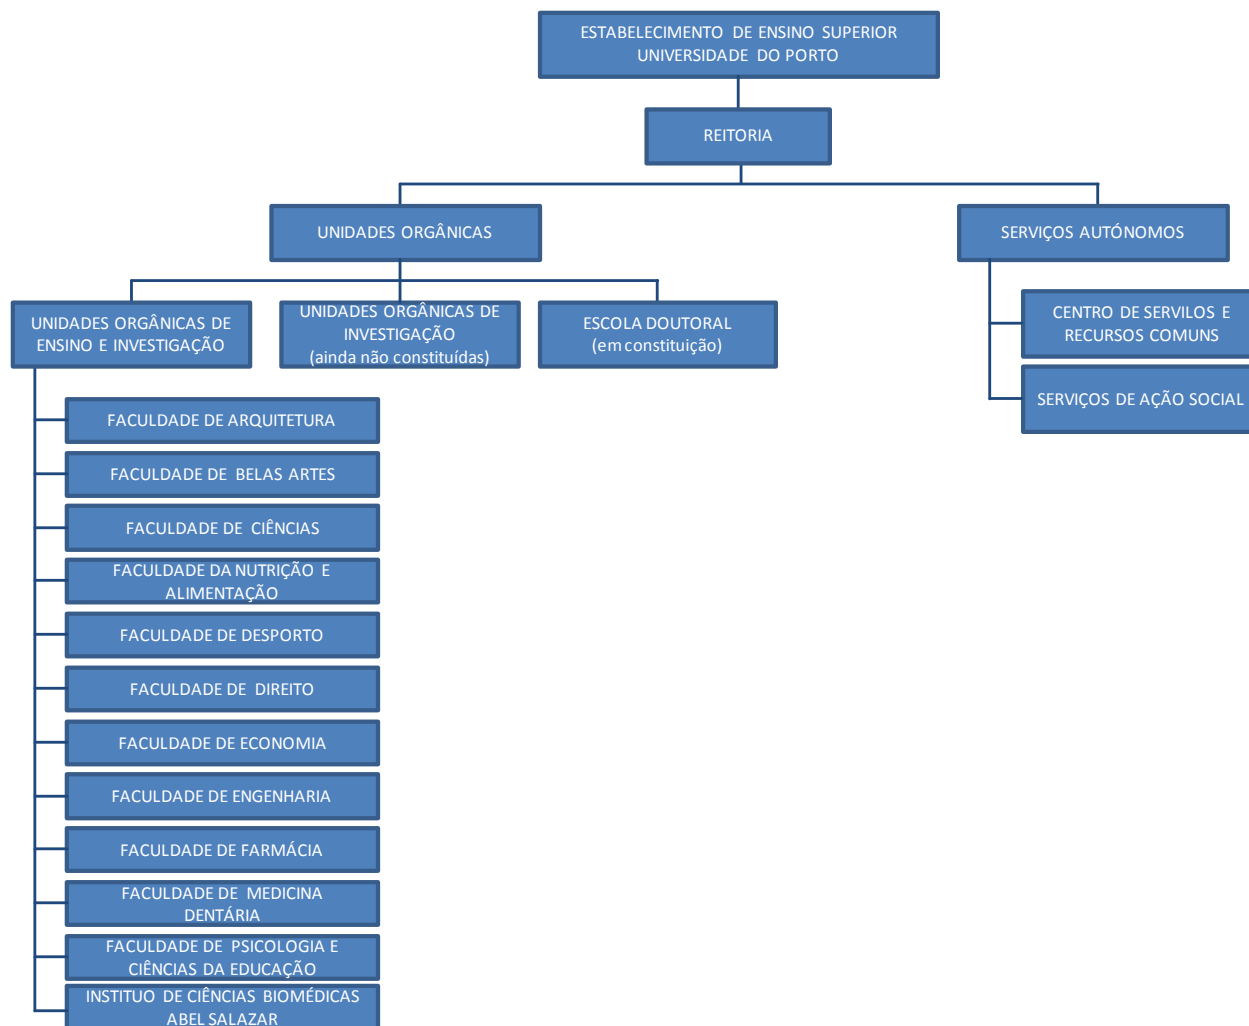 ESTABELECIMENTO DE ENSINO SUPERIOR
UNIVERSIDADE DO PORTO
REITORIA
UNIDADES ORGÂNICAS
SERVIÇOS AUTÓNOMOS
UNIDADES ORGÂNICAS DE
ENSINO E INVESTIGAÇÃO
UNIDADES ORGÂNICAS DE
INVESTIGAÇÃO
(ainda não constituídas)
ESCOLA DOUTORAL
(em constituição)
CENTRO DE SERVILOS E
RECURSOS COMUNS
SERVIÇOS DE AÇÃO SOCIAL
FACULDADE DE ARQUITETURA
FACULDADE DE BELAS ARTES
FACULDADE DE CIÊNCIAS
FACULDADE DA NUTRIÇÃO E
ALIMENTAÇÃO
FACULDADE DE DESPORTO
FACULDADE DE DIREITO
FACULDADE DE ECONOMIA
FACULDADE DE ENGENHARIA
FACULDADE DE FARMÁCIA
FACULDADE DE MEDICINA
DENTÁRIA
FACULDADE DE PSICOLOGIA E
CIÊNCIAS DA EDUCAÇÃO
INSTITUO DE CIÊNCIAS BIOMÉDICAS
ABEL SALAZAR